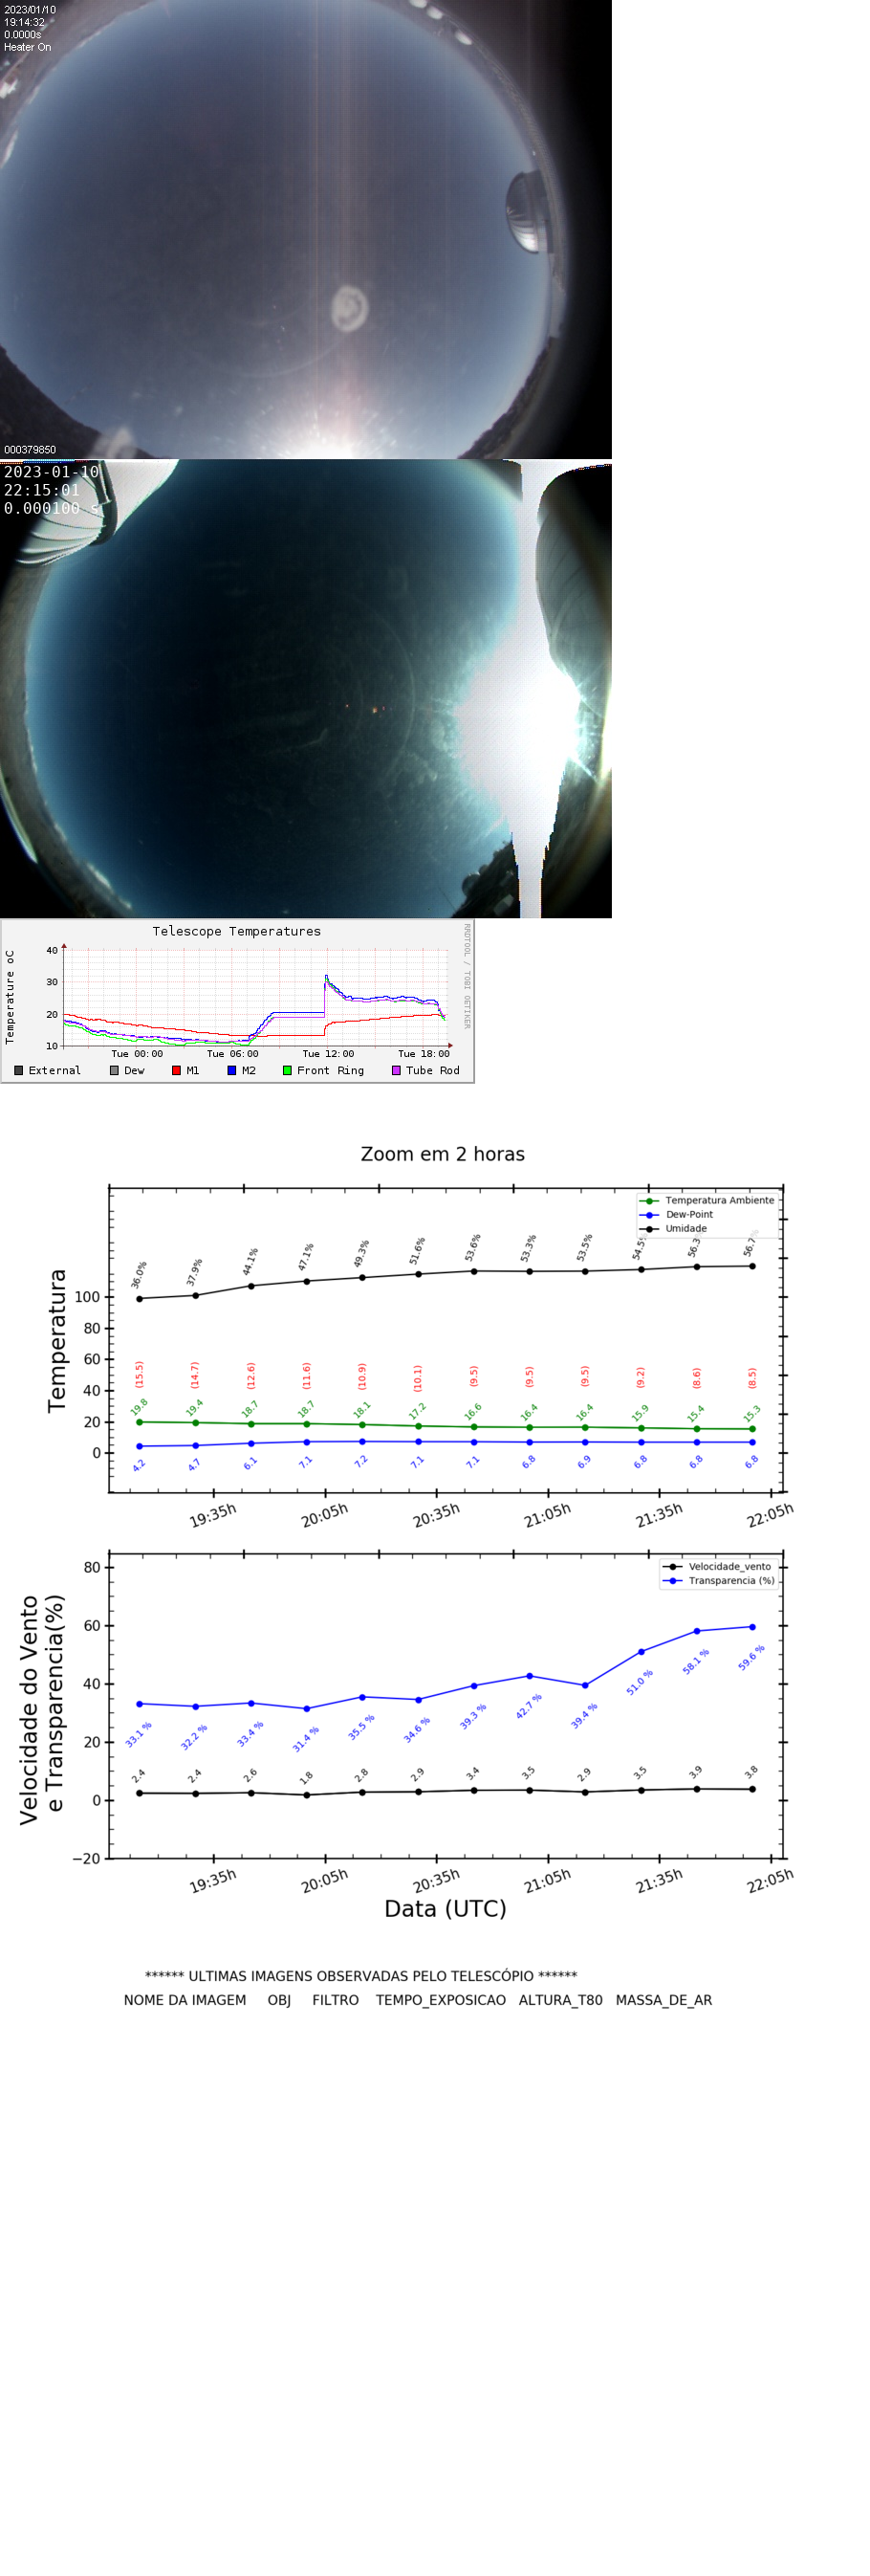 2023/01/10
19:14:32
0.0000s
Heater On
000379850
2023-01-10
22:15:01
0.000100 s
Telescope Temperatures
RRDTOOL / TOBI OETIKER
Temperature oC
40
30
20
10
Tue 00:00 Tue 06:00 Tue 12:00 Tue 18:00
External Dew M1 M2 Front Ring Tube Rod
Zoom em 2 horas
Temperatura Ambiente
Dew-Point
Umidade
Temperatura
100
80
60
40
20
0
36.0% 37.9% 44.1% 47.1% 49.3% 51.6% 53.6% 53.3% 53.5% 54.5% 56.3 56.7
(15.5) (14.7) (12.6) (11.6) (10.9) (10.1) (9.5) (9.5) (9.5) (9.2) (8.6) (8.5)
19.8 19.4 18.7 18.7 18.1 17.2 16.6 16.4 16.4 15.9 15.4 15.3
4.2 4.7 6.1 7.1 7.2 7.1 7.1 6.8 6.9 6.8 6.8 6.8
19:35h 20:05h 20:35h 21:05h 21:35h 22:05h
Velocidade_vento
Transparencia (%)
Velocidade do Vento
e Transparencia(%)
80
60
40
20
0
−20
33.1 % 32.2 % 33.4 % 31.4 % 35.5 % 34.6 % 39.3 % 42.7 % 39.4 % 51.0 % 58.1 % 59.6 %
2.4 2.4 2.6 1.8 2.8 2.9 3.4 3.5 2.9 3.5 3.9 3.8
19:35h 20:05h 20:35h 21:05h 21:35h 22:05h
Data (UTC)
****** ULTIMAS IMAGENS OBSERVADAS PELO TELESCÓPIO ******
NOME DA IMAGEM OBJ FILTRO TEMPO_EXPOSICAO ALTURA_T80 MASSA_DE_AR